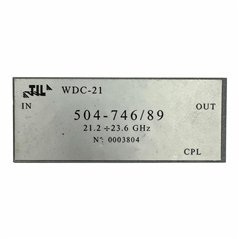 WDC-21
IN OUT
504-746/89
21.2 ÷23.6 GHz
Nº 0003804
CPL